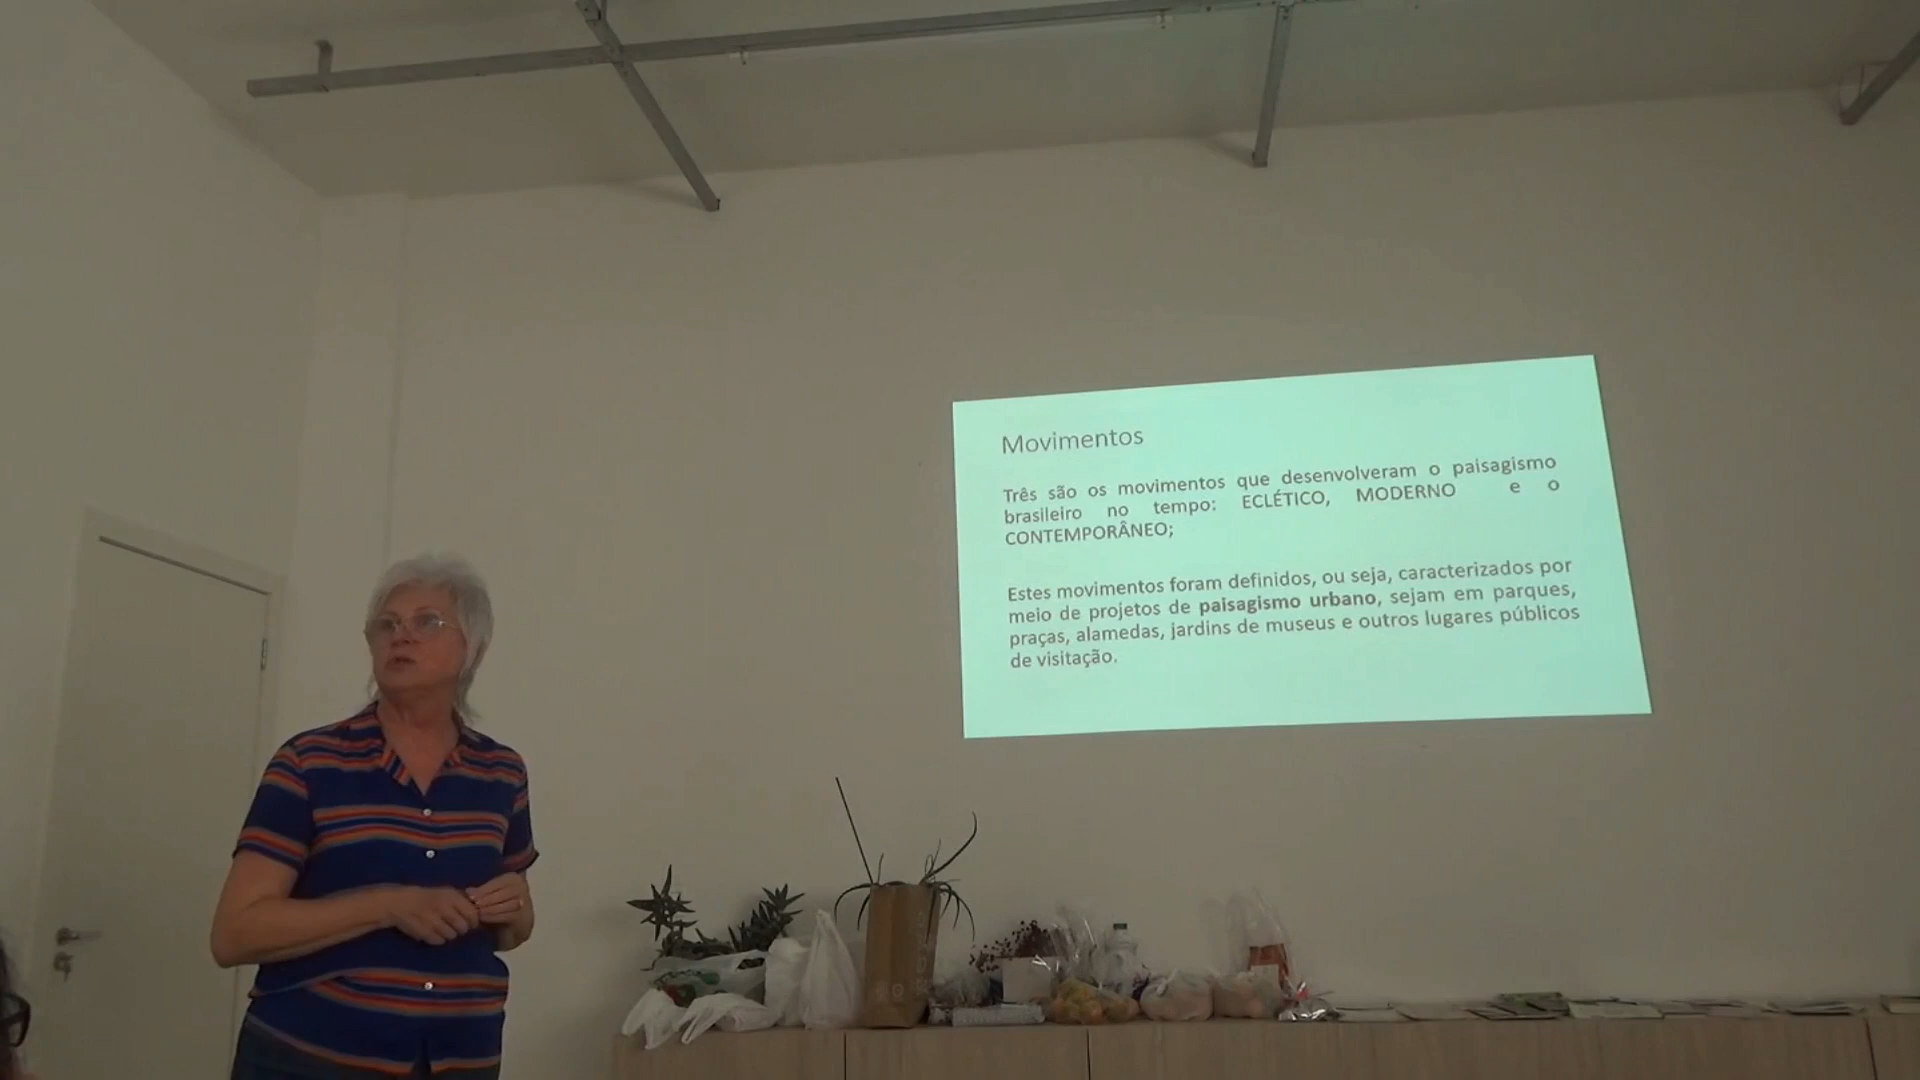 Movimentos
Três são os movimentos que desenvolveram o paisagismo
brasileiro no tempo: ECLÉTICO, MODERNO e o
CONTEMPORÂNEO;
Estes movimentos foram definidos, ou seja, caracterizados por
meio de projetos de paisagismo urbano, sejam em parques,
praças, alamedas, jardins de museus e outros lugares públicos
de visitação.